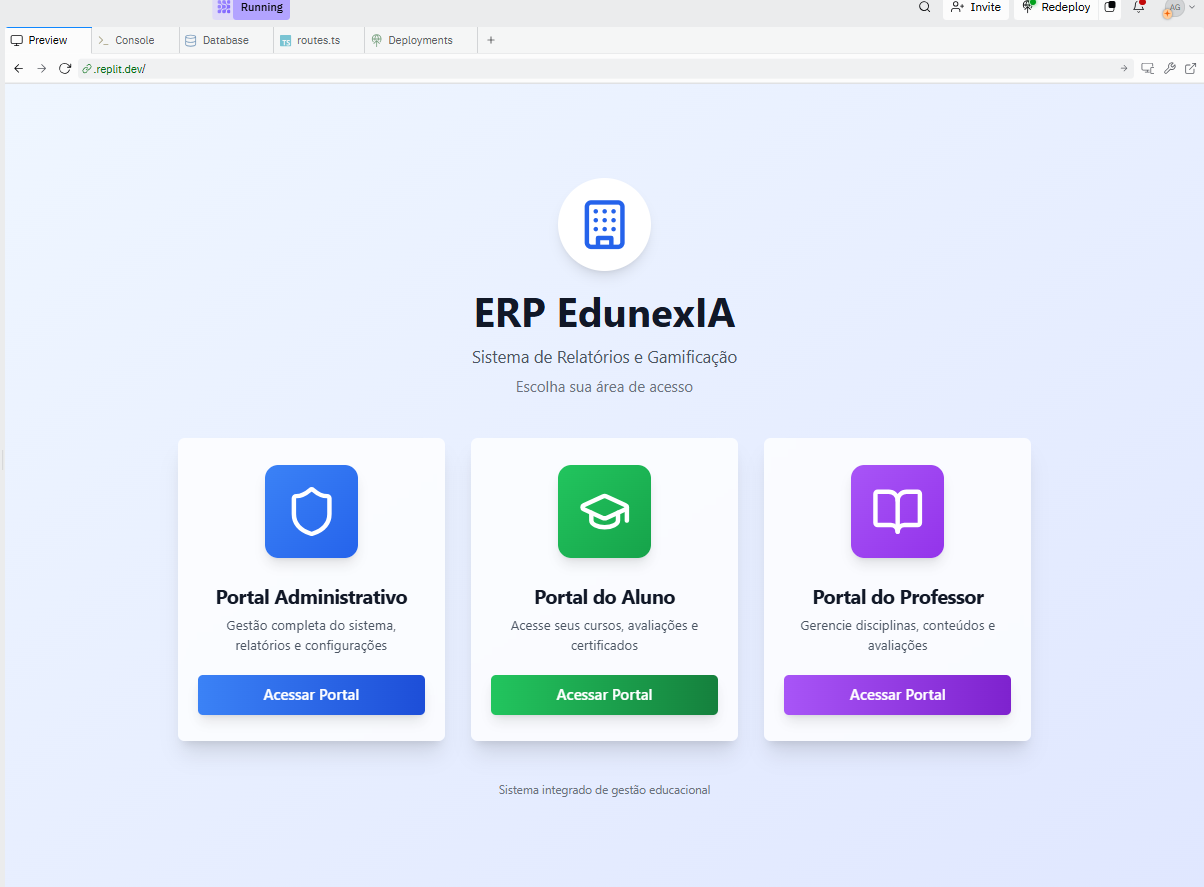 Running
Invite
Redeploy
AG
Preview
Console
Database
TS routes.ts
Deployments
.replit.dev/
ERP EdunexIA
Sistema de Relatórios e Gamificação
Escolha sua área de acesso
Portal Administrativo
Gestão completa do sistema,
relatórios e configurações
Acessar Portal
Portal do Aluno
Acesse seus cursos, avaliações e
certificados
Acessar Portal
Portal do Professor
Gerencie disciplinas, conteúdos e
avaliações
Acessar Portal
Sistema integrado de gestão educacional